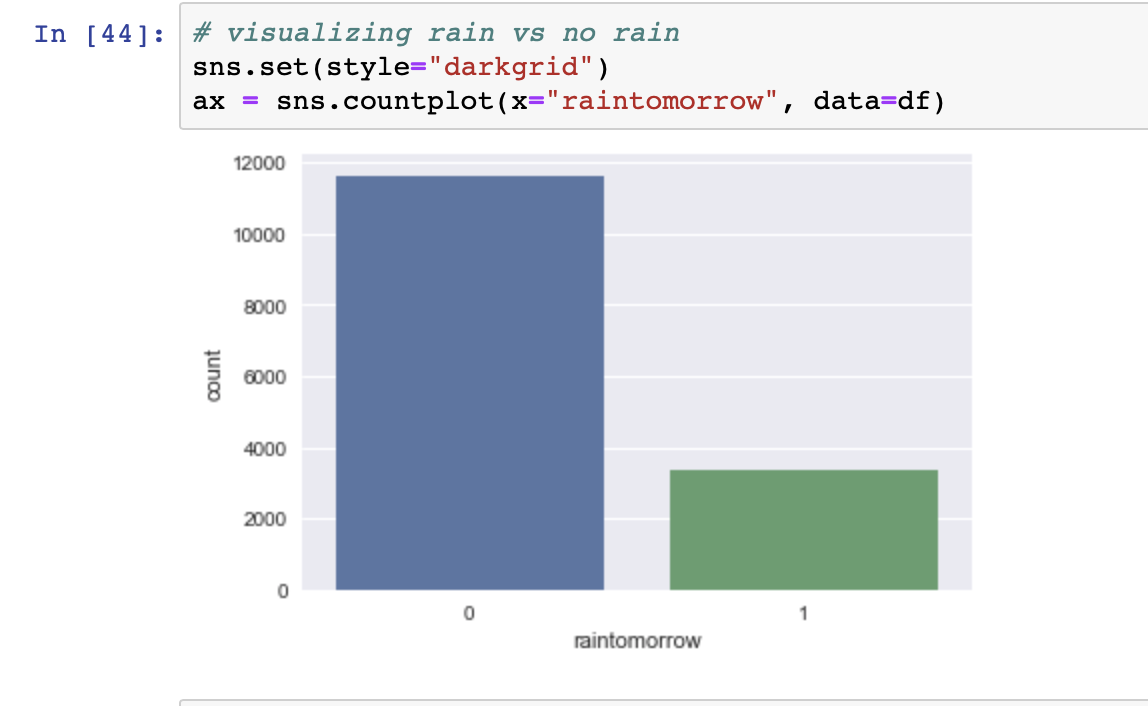 In [44]:
# visualizing rain vs no rain
sns.set(style="darkgrid")
ax = sns.countplot(x="raintomorrow", data=df)
12000
10000
8000
6000
4000
2000
0
count
0 1
raintomorrow